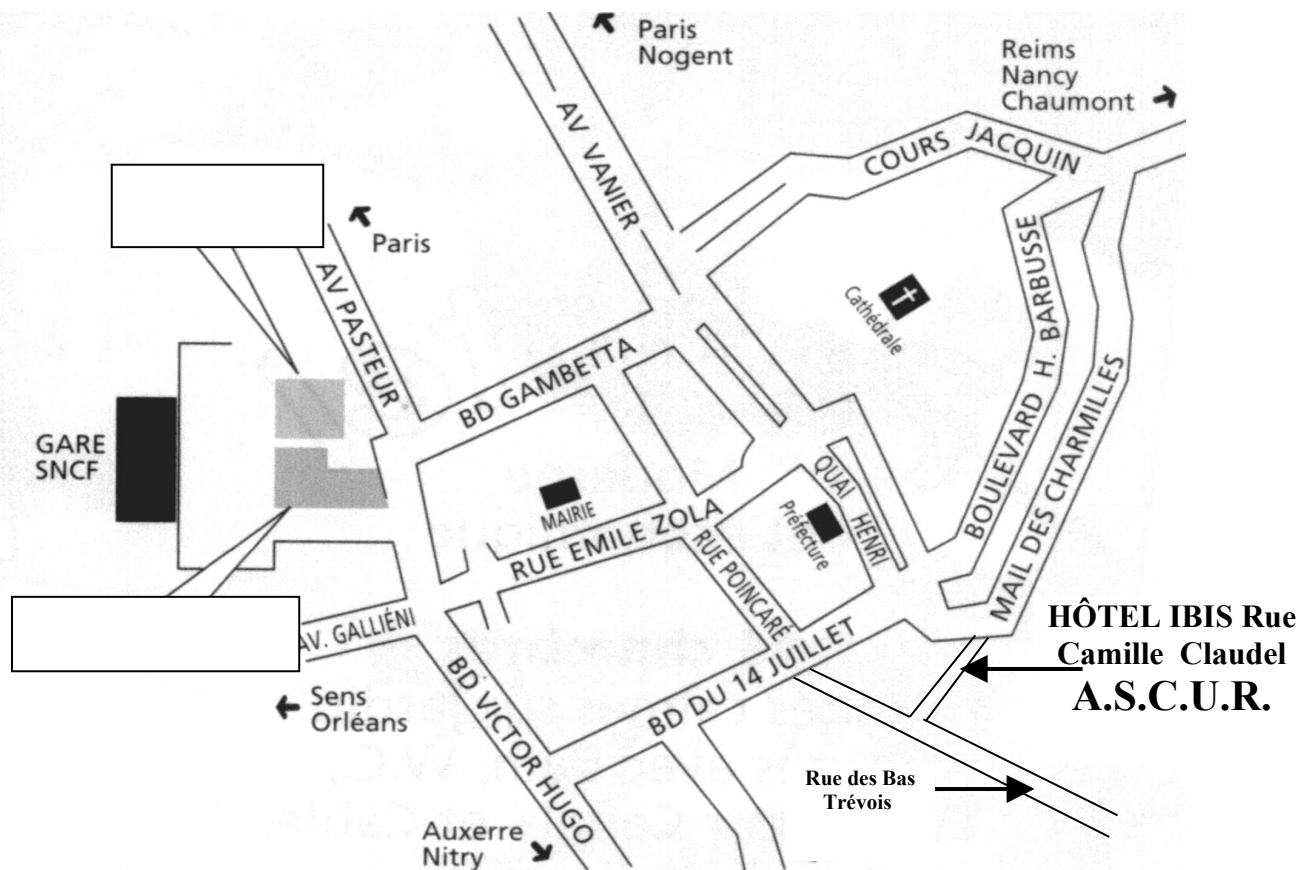 Paris
Nogent
Reims
Nancy
Chaumont
AV VANIER
COURS JACQUIN
Paris
AV PASTEUR
BD GAMBETTA
Cathédrale
BOULEVARD H. BARBUSSE
MAIL DES CHARMILLES
GARE
SNCF
MAIRIE
RUE EMILE ZOLA
QUAI HENRI
Préfecture
RUE POINCARÉ
AV. GALLIÉNI
BD DU 14 JUILLET
HÔTEL IBIS Rue
Camille Claudel
A.S.C.U.R.
Sens
Orléans
BD VICTOR HUGO
Rue des Bas
Trévois
Auxerre
Nitry